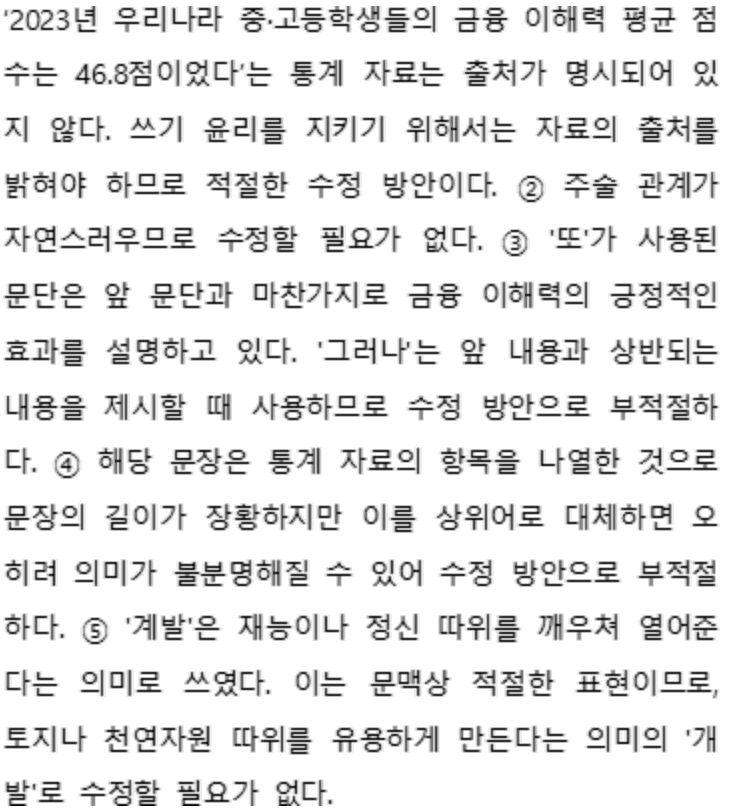 '2023년 우리나라 중·고등학생들의 금융 이해력 평균 점
수는 46.8점이었다'는 통계 자료는 출처가 명시되어 있
지 않다. 쓰기 윤리를 지키기 위해서는 자료의 출처를
밝혀야 하므로 적절한 수정 방안이다. ② 주술 관계가
자연스러우므로 수정할 필요가 없다. ③ '또'가 사용된
문단은 앞 문단과 마찬가지로 금융 이해력의 긍정적인
효과를 설명하고 있다. '그러나'는 앞 내용과 상반되는
내용을 제시할 때 사용하므로 수정 방안으로 부적절하
다. ④ 해당 문장은 통계 자료의 항목을 나열한 것으로
문장의 길이가 장황하지만 이를 상위어로 대체하면 오
히려 의미가 불분명해질 수 있어 수정 방안으로 부적절
하다. ⑤ '계발'은 재능이나 정신 따위를 깨우쳐 열어준
다는 의미로 쓰였다. 이는 문맥상 적절한 표현이므로,
토지나 천연자원 따위를 유용하게 만든다는 의미의 '개
발'로 수정할 필요가 없다.